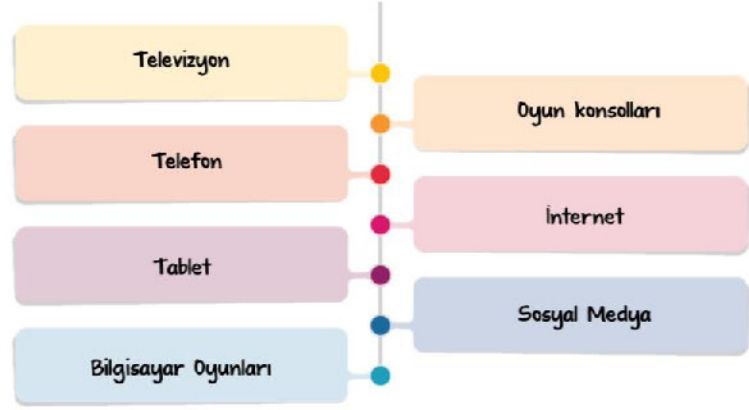 Televizyon
Oyun konsolları
Telefon
İnternet
Tablet
Sosyal Medya
Bilgisayar Oyunları